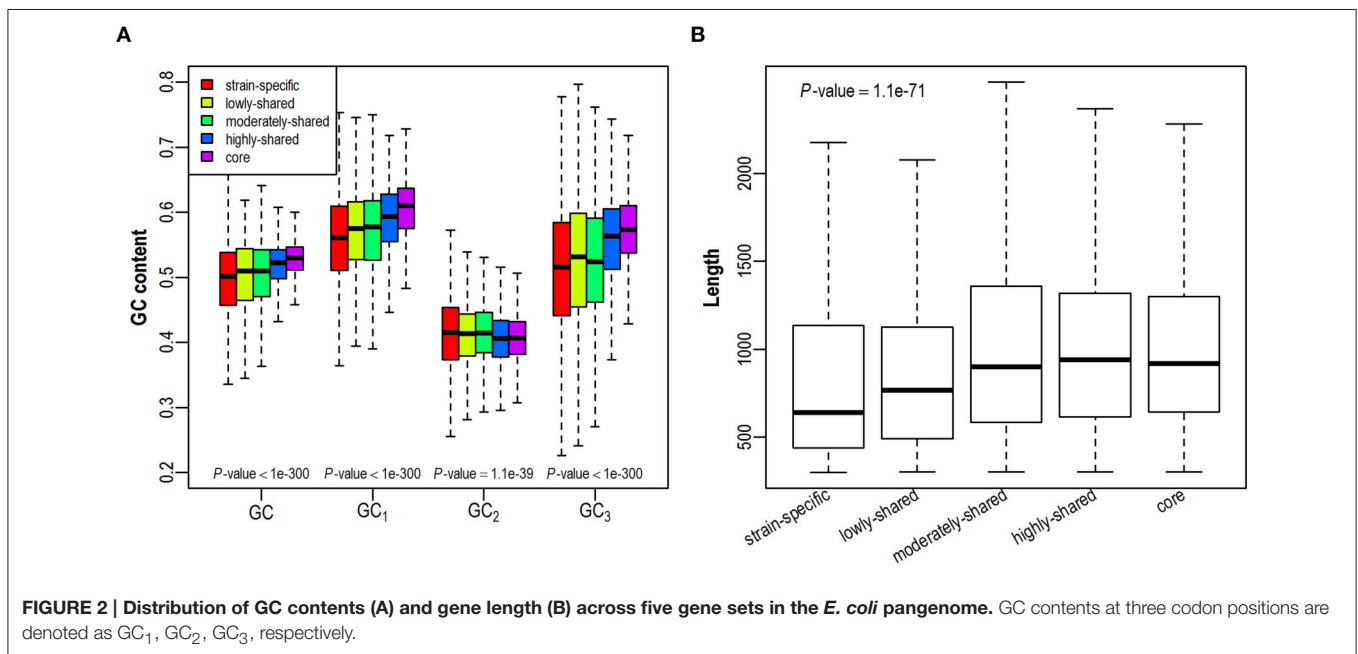 A
GC content
0.8
0.7
0.6
0.5
0.4
0.3
0.2
strain-specific
lowly-shared
moderately-shared
highly-shared
core
P-value < 1e-300
P-value < 1e-300
P-value = 1.1e-39
P-value < 1e-300
GC
GC₁
GC₂
GC₃
B
P-value = 1.1e-71
Length
2000
1500
1000
500
strain-specific
lowly-shared
moderately-shared
highly-shared
core
FIGURE 2 | Distribution of GC contents (A) and gene length (B) across five gene sets in the E. coli pangenome. GC contents at three codon positions are
denoted as GC₁, GC₂, GC₃, respectively.